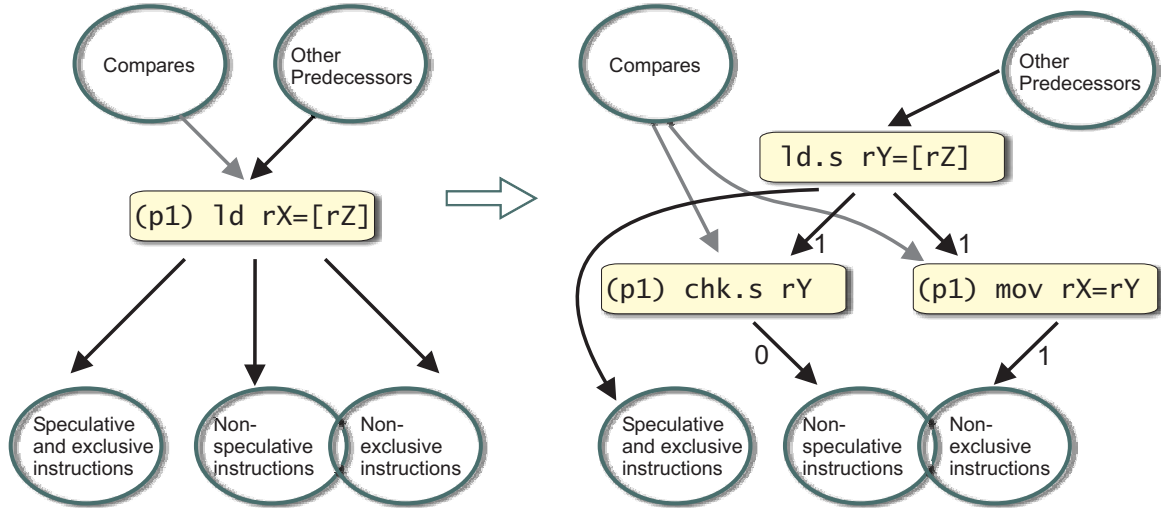 Compares
Other
Predecessors
(p1) ld rX=[rZ]
Speculative
and exclusive
instructions
Non-
speculative
instructions
Non-
exclusive
instructions
Compares
Other
Predecessors
ld.s rY=[rZ]
1
1
(p1) chk.s rY
(p1) mov rX=rY
0
1
Speculative
and exclusive
instructions
Non-
speculative
instructions
Non-
exclusive
instructions